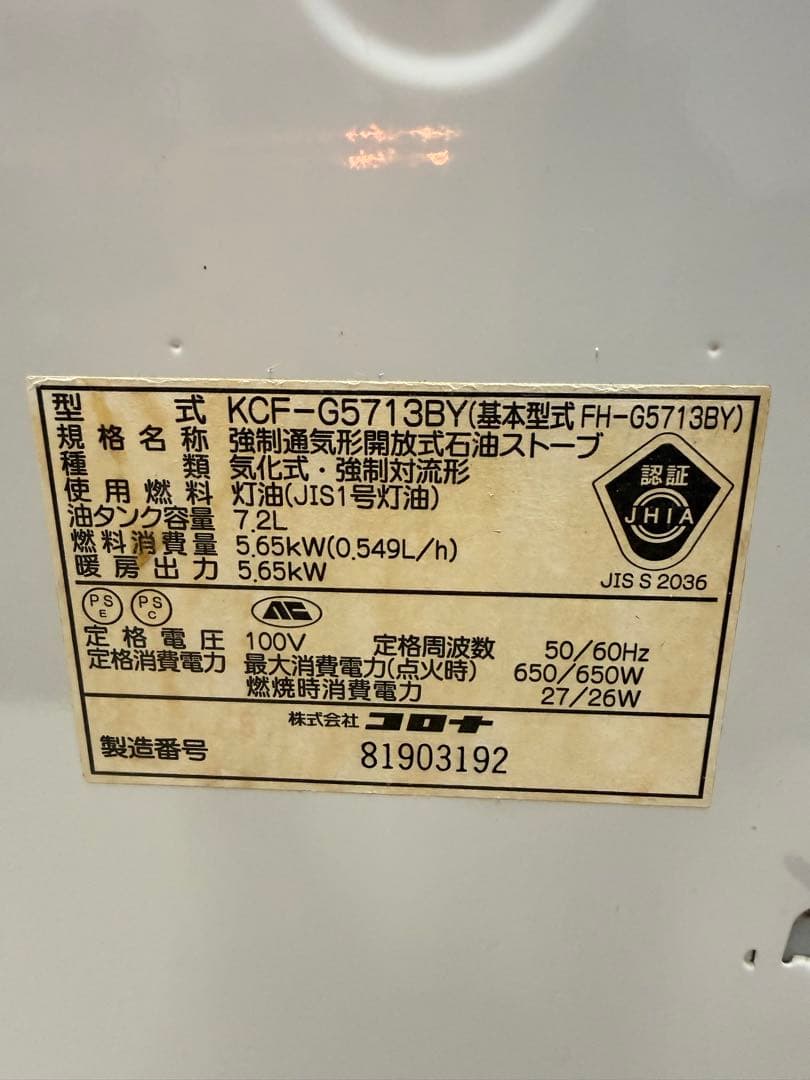 型式 KCF-G5713BY(基本型式 FH-G5713BY)
規格名称 強制通気形開放式石油ストーブ
種類 気化式・強制対流形
使用燃料 灯油(JIS1号灯油)
油タンク容量 7.2L
燃料消費量 5.65kW(0.549L/h)
暖房出力 5.65kW
認証
JHIA
JIS S 2036
PS E PS C
定格電圧 100V 定格周波数 50/60Hz
定格消費電力 最大消費電力(点火時) 650/650W
燃焼時消費電力 27/26W
株式会社 コロナ
製造番号 81903192